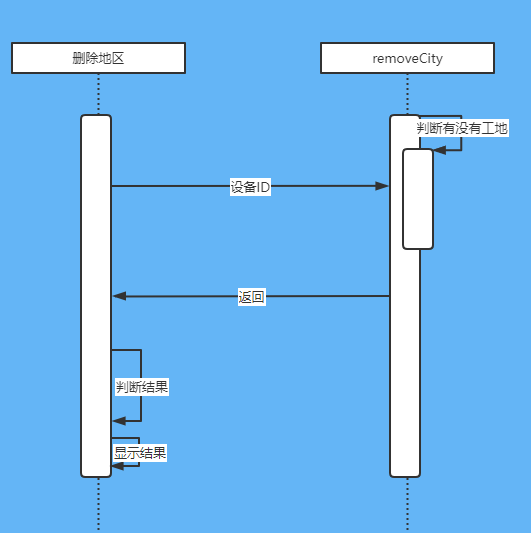 删除地区
removeCity
判断有没有工地
设备ID
返回
判断结果
显示结果